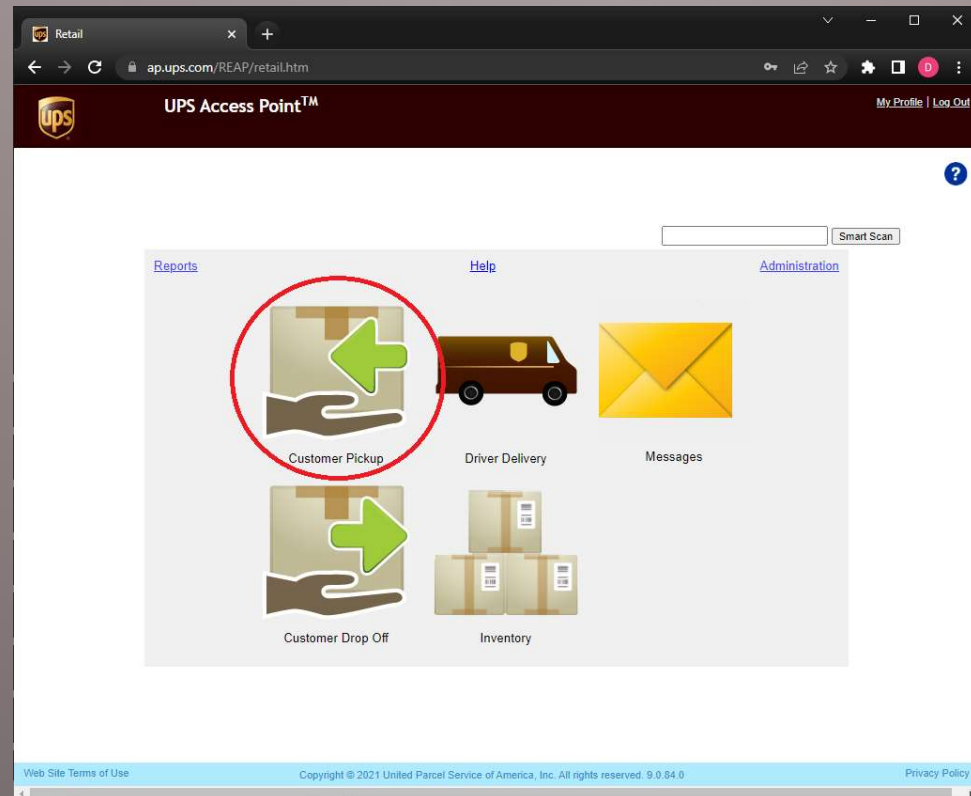 ups Retail
ap.ups.com/REAP/retail.htm
D
ups
UPS Access Point™
My Profile | Log Out
?
Smart Scan
Reports
Help
Administration
Customer Pickup
Driver Delivery
Messages
Customer Drop Off
Inventory
Web Site Terms of Use
Copyright © 2021 United Parcel Service of America, Inc. All rights reserved. 9.0.84.0
Privacy Policy